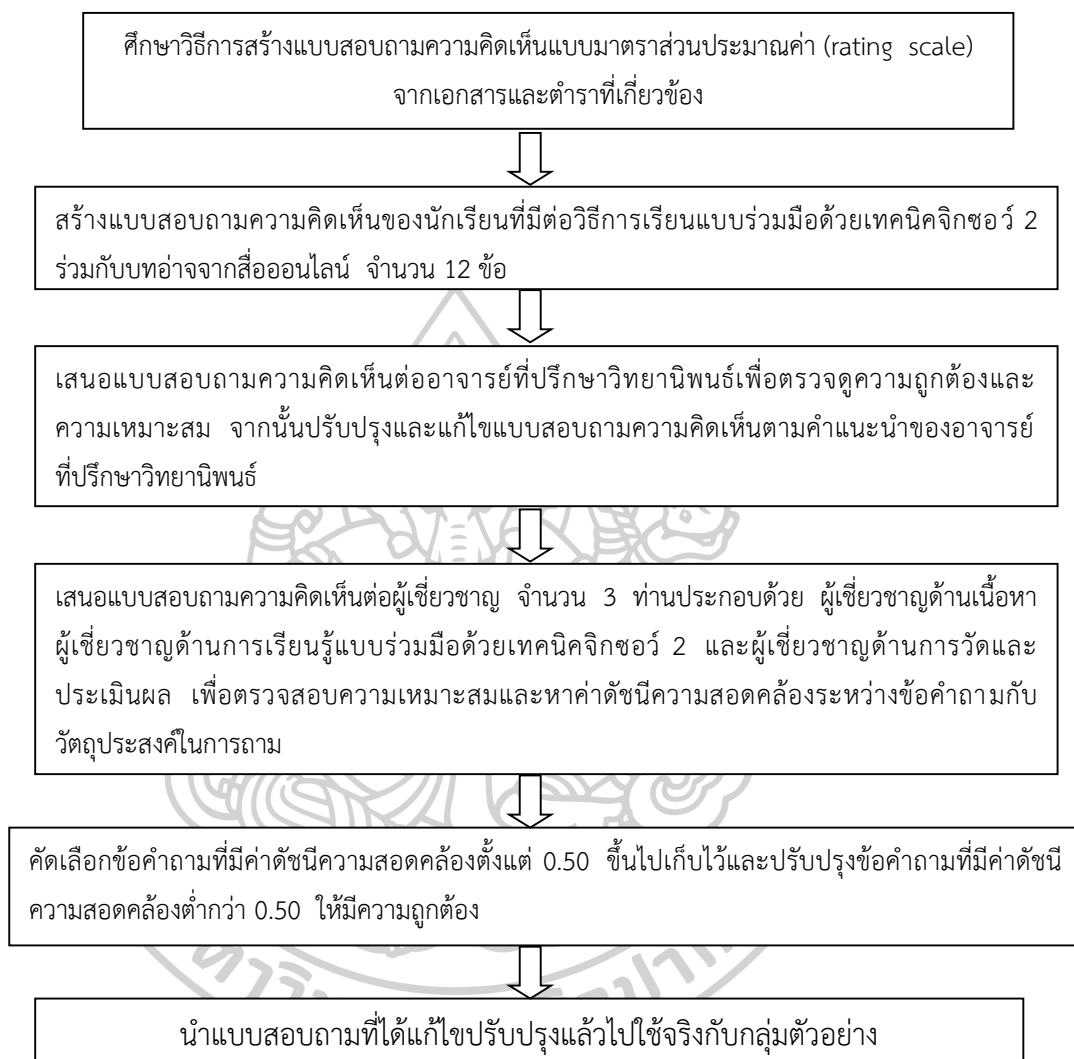 ศึกษาวิธีการสร้างแบบสอบถามความคิดเห็นแบบมาตราส่วนประมาณค่า (rating scale)
จากเอกสารและตำราที่เกี่ยวข้อง
สร้างแบบสอบถามความคิดเห็นของนักเรียนที่มีต่อวิธีการเรียนแบบร่วมมือด้วยเทคนิคจิกซอว์ 2
ร่วมกับบทอ่าจจากสื่อออนไลน์ จำนวน 12 ข้อ
เสนอแบบสอบถามความคิดเห็นต่ออาจารย์ที่ปรึกษาวิทยานิพนธ์เพื่อตรวจดูความถูกต้องและ
ความเหมาะสม จากนั้นปรับปรุงและแก้ไขแบบสอบถามความคิดเห็นตามคำแนะนำของอาจารย์
ที่ปรึกษาวิทยานิพนธ์
เสนอแบบสอบถามความคิดเห็นต่อผู้เชี่ยวชาญ จำนวน 3 ท่านประกอบด้วย ผู้เชี่ยวชาญด้านเนื้อหา
ผู้เชี่ยวชาญด้านการเรียนรู้แบบร่วมมือด้วยเทคนิคจิกซอว์ 2 และผู้เชี่ยวชาญด้านการวัดและ
ประเมินผล เพื่อตรวจสอบความเหมาะสมและหาค่าดัชนีความสอดคล้องระหว่างข้อคำถามกับ
วัตถุประสงค์ในการถาม
คัดเลือกข้อคำถามที่มีค่าดัชนีความสอดคล้องตั้งแต่ 0.50 ขึ้นไปเก็บไว้และปรับปรุงข้อคำถามที่มีค่าดัชนี
ความสอดคล้องต่ำกว่า 0.50 ให้มีความถูกต้อง
นำแบบสอบถามที่ได้แก้ไขปรับปรุงแล้วไปใช้จริงกับกลุ่มตัวอย่าง